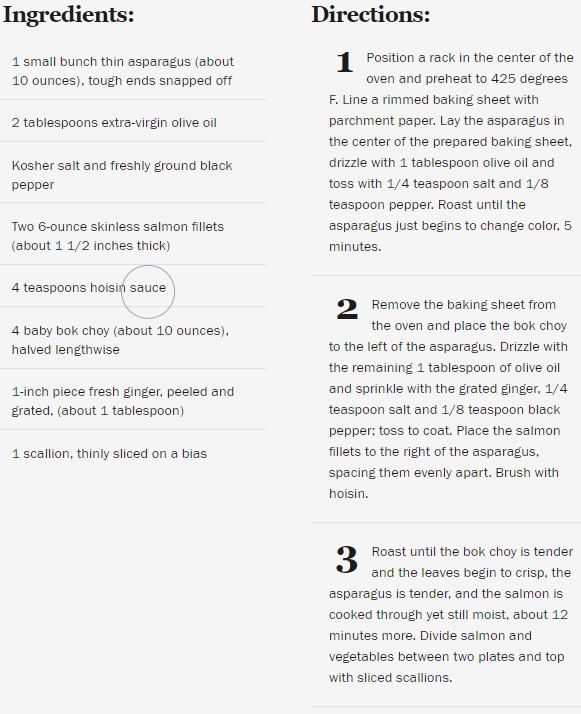 Ingredients:
1 small bunch thin asparagus (about
10 ounces), tough ends snapped off
2 tablespoons extra-virgin olive oil
Kosher salt and freshly ground black
pepper
Two 6-ounce skinless salmon fillets
(about 1 1/2 inches thick)
4 teaspoons hoisin sauce
4 baby bok choy (about 10 ounces),
halved lengthwise
1-inch piece fresh ginger, peeled and
grated, (about 1 tablespoon)
1 scallion, thinly sliced on a bias
Directions:
1 Position a rack in the center of the
oven and preheat to 425 degrees
F. Line a rimmed baking sheet with
parchment paper. Lay the asparagus in
the center of the prepared baking sheet,
drizzle with 1 tablespoon olive oil and
toss with 1/4 teaspoon salt and 1/8
teaspoon pepper. Roast until the
asparagus just begins to change color, 5
minutes.
2 Remove the baking sheet from
the oven and place the bok choy
to the left of the asparagus. Drizzle with
the remaining 1 tablespoon of olive oil
and sprinkle with the grated ginger, 1/4
teaspoon salt and 1/8 teaspoon black
pepper; toss to coat. Place the salmon
fillets to the right of the asparagus,
spacing them evenly apart. Brush with
hoisin.
3 Roast until the bok choy is tender
and the leaves begin to crisp, the
asparagus is tender, and the salmon is
cooked through yet still moist, about 12
minutes more. Divide salmon and
vegetables between two plates and top
with sliced scallions.